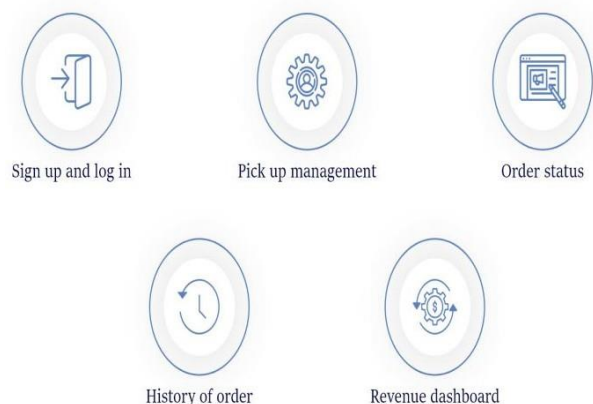 Sign up and log in
Pick up management
Order status
History of order
Revenue dashboard